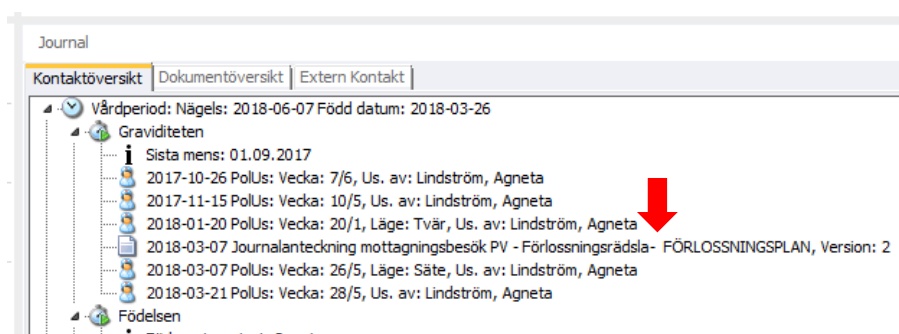 Journal
Kontaktöversikt Dokumentöversikt Extern Kontakt
Vårdperiod: Nägels: 2018-06-07 Född datum: 2018-03-26
Graviditeten
Sista mens: 01.09.2017
2017-10-26 PolUs: Vecka: 7/6, Us. av: Lindström, Agneta
2017-11-15 PolUs: Vecka: 10/5, Us. av: Lindström, Agneta
2018-01-20 PolUs: Vecka: 20/1, Läge: Tvär, Us. av: Lindström, Agneta
2018-03-07 Journalanteckning mottagningsbesök PV - Förlossningsrädsla- FÖRLOSSNINGSPLAN, Version: 2
2018-03-07 PolUs: Vecka: 26/5, Läge: Säte, Us. av: Lindström, Agneta
2018-03-21 PolUs: Vecka: 28/5, Us. av: Lindström, Agneta
Födelsen